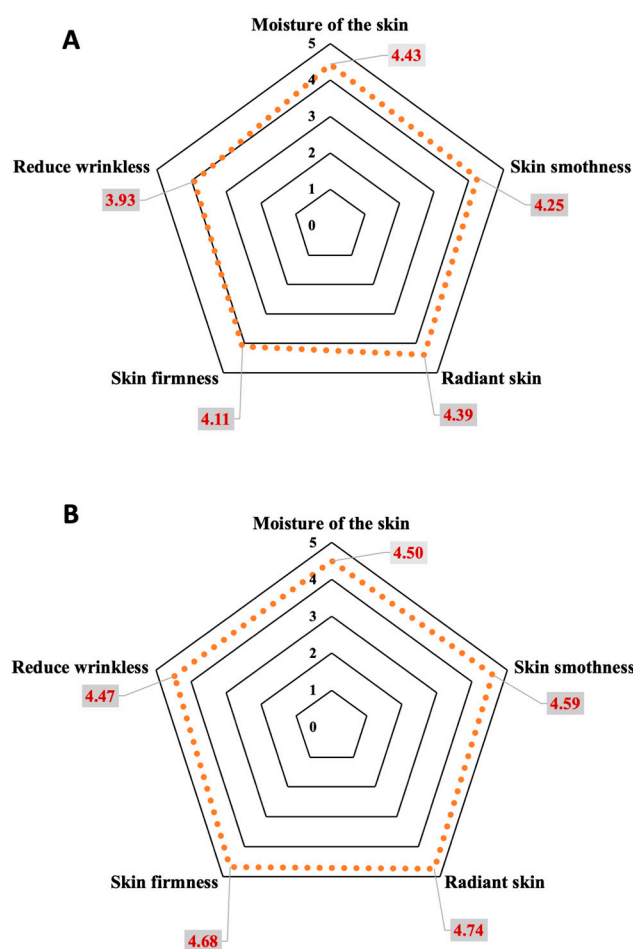 A
Moisture of the skin
5
4.43
4
3
Reduce wrinkless
Skin smothness
2
3.93
1
4.25
0
Skin firmness
Radiant skin
4.11
4.39
B
Moisture of the skin
5
4.50
4
3
Reduce wrinkless
Skin smothness
2
4.47
1
4.59
0
Skin firmness
Radiant skin
4.68
4.74